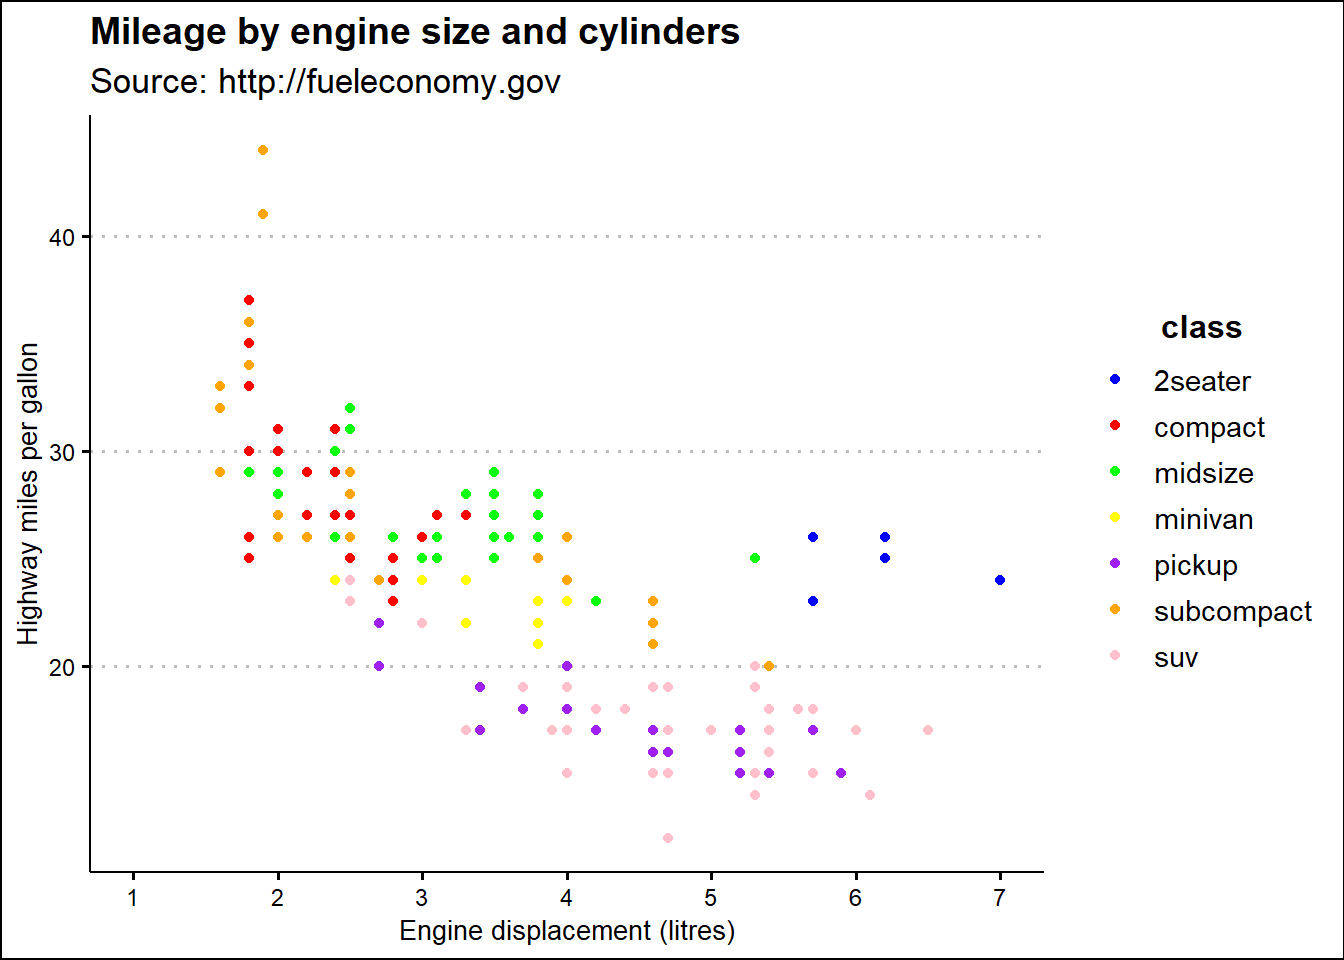 Mileage by engine size and cylinders
Source: http://fueleconomy.gov
Highway miles per gallon
40
30
20
1 2 3 4 5 6 7
Engine displacement (litres)
class
2seater
compact
midsize
minivan
pickup
subcompact
suv